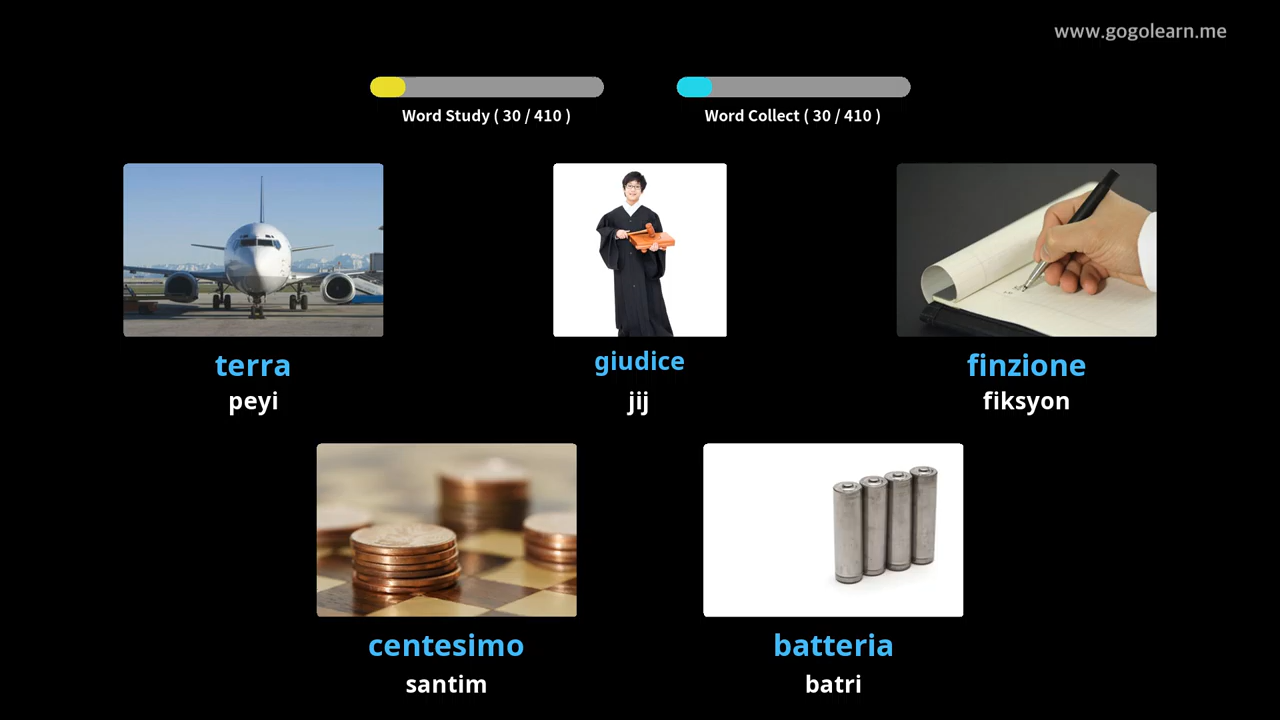 www.gogolearn.me
Word Study ( 30 / 410 )
Word Collect ( 30 / 410 )
terra
peyi
giudice
jij
finzione
fiksyon
centesimo
santim
batteria
batri